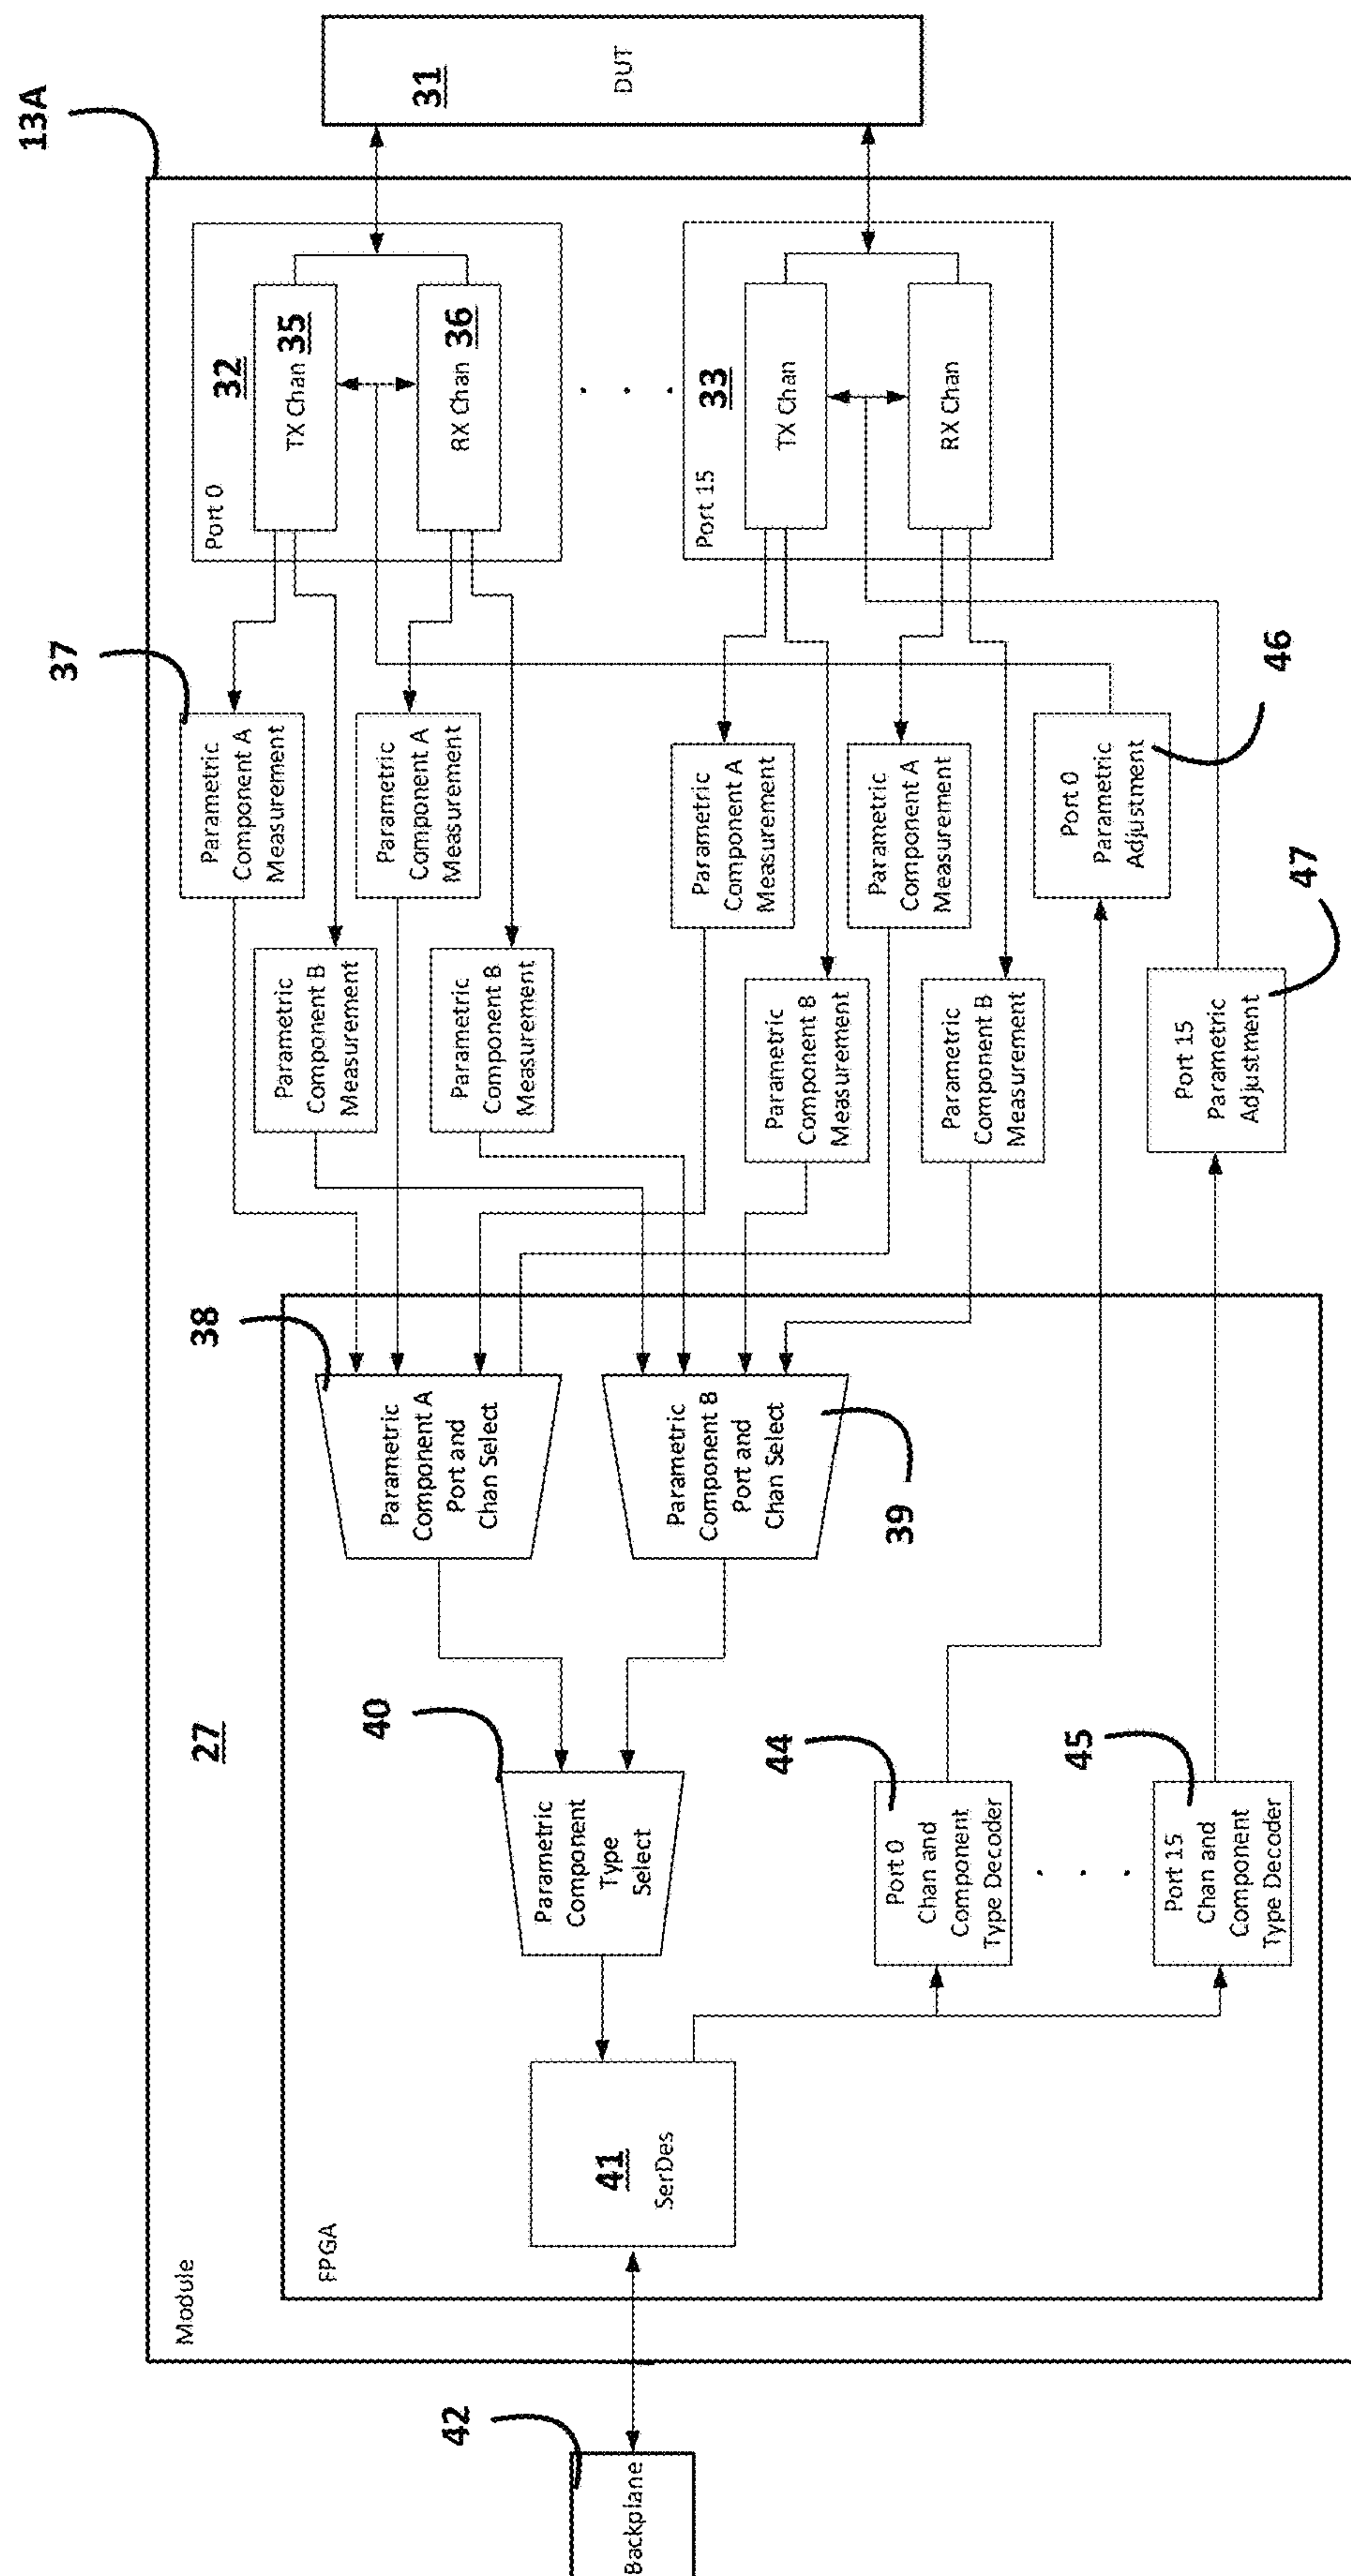 13A
31
DUT
Module
27
Port 0
32
TX Chan 35
RX Chan 36
Port 15
33
TX Chan
RX Chan
37
Parametric
Component A
Measurement
Parametric
Component B
Measurement
Parametric
Component A
Measurement
Parametric
Component B
Measurement
Parametric
Component A
Measurement
Parametric
Component B
Measurement
Parametric
Component A
Measurement
Parametric
Component B
Measurement
46
Port 0
Parametric
Adjustment
47
Port 15
Parametric
Adjustment
FPGA
38
Parametric
Component A
Port and
Chan Select
39
Parametric
Component B
Port and
Chan Select
40
Parametric
Component
Type
Select
41
SerDes
44
Port 0
Chan and
Component
Type Decoder
45
Port 15
Chan and
Component
Type Decoder
42
Backplane